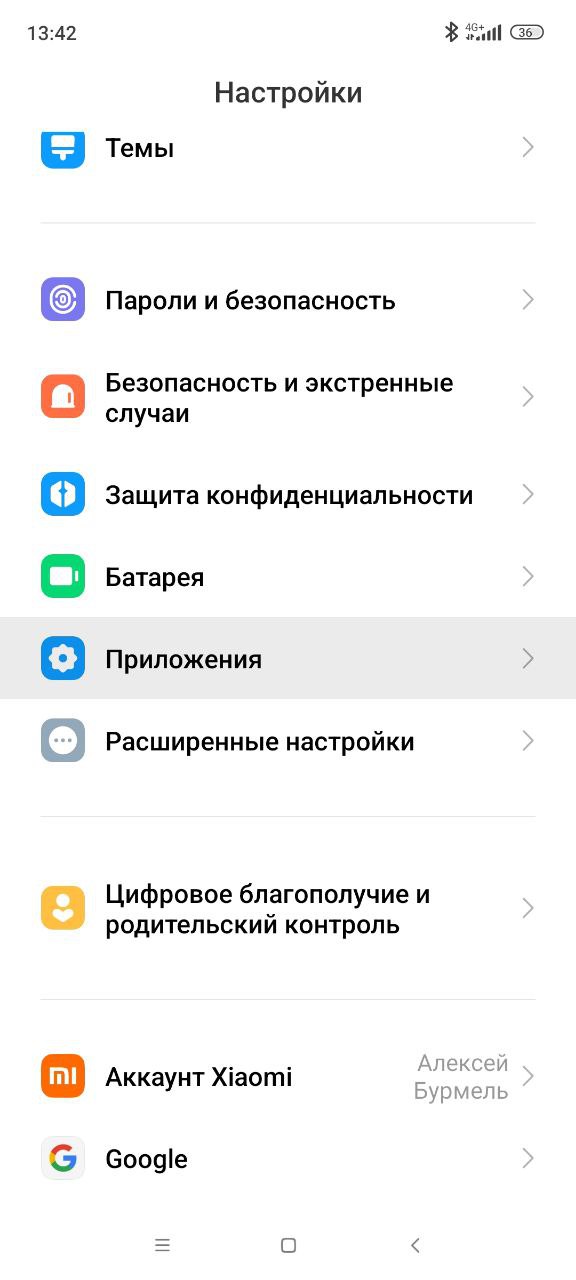 13:42
4G+
36
Настройки
Темы
Пароли и безопасность
Безопасность и экстренные
случаи
Защита конфиденциальности
Батарея
Приложения
Расширенные настройки
Цифровое благополучие и
родительский контроль
Аккаунт Xiaomi
Алексей
Бурмель
Google